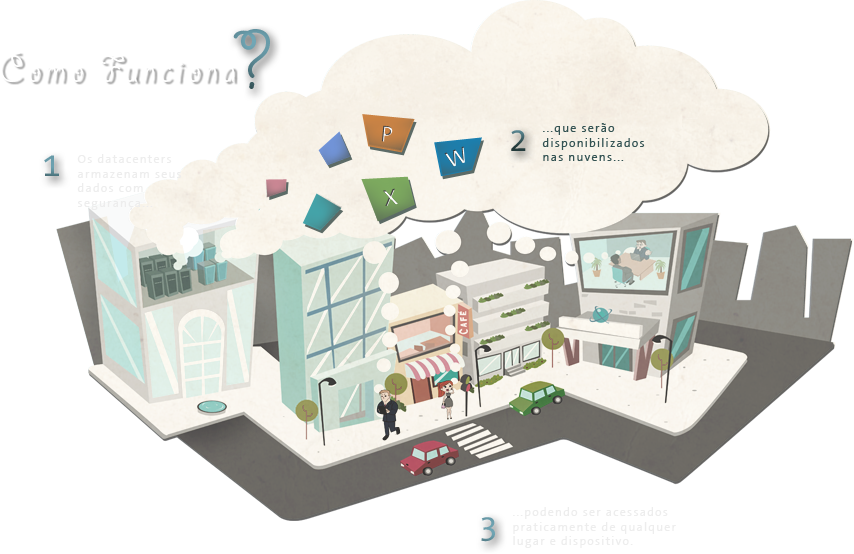 Como Funciona?
1
Os datacenters
armazenam seus
dados com
segurança
P
W
X
2
...que serão
disponibilizados
nas nuvens...
CAFÉ
3
...podendo ser acessados
praticamente de qualquer
lugar e dispositivo.